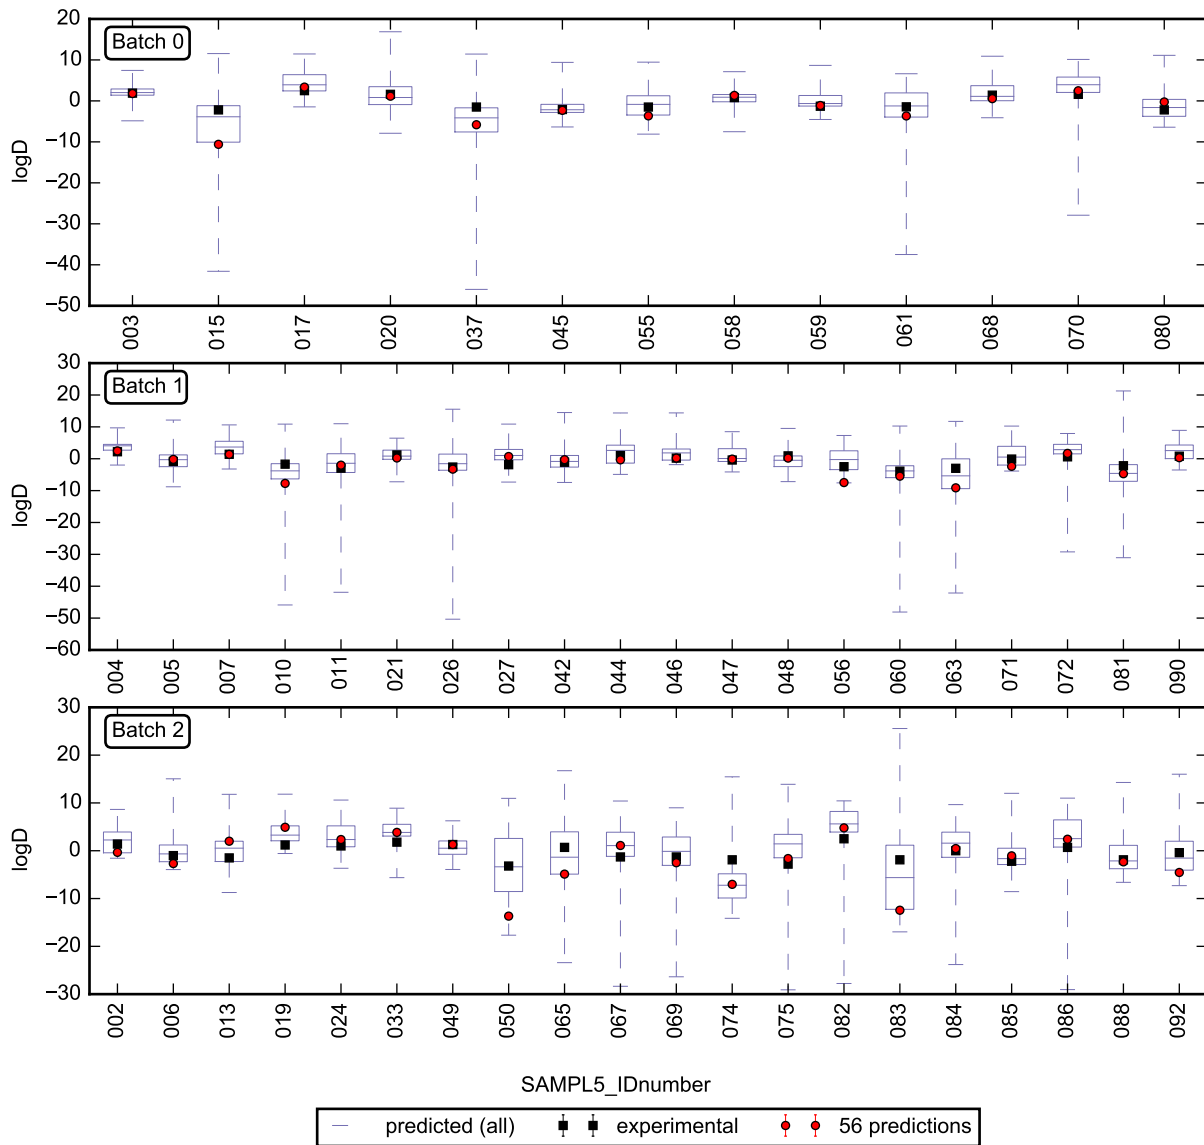 20
Batch 0
10
0
−10
−20
−30
−40
−50
logD
003 015 017 020 037 045 055 058 059 061 068 070 080
30
Batch 1
20
10
0
−10
−20
−30
−40
−50
−60
logD
004 005 007 010 011 021 026 027 042 044 046 047 048 056 060 063 071 072 081 090
30
Batch 2
20
10
0
−10
−20
−30
logD
002 006 013 019 024 033 049 050 065 067 069 074 075 082 083 084 085 086 088 092
SAMPL5_IDnumber
predicted (all) experimental 56 predictions